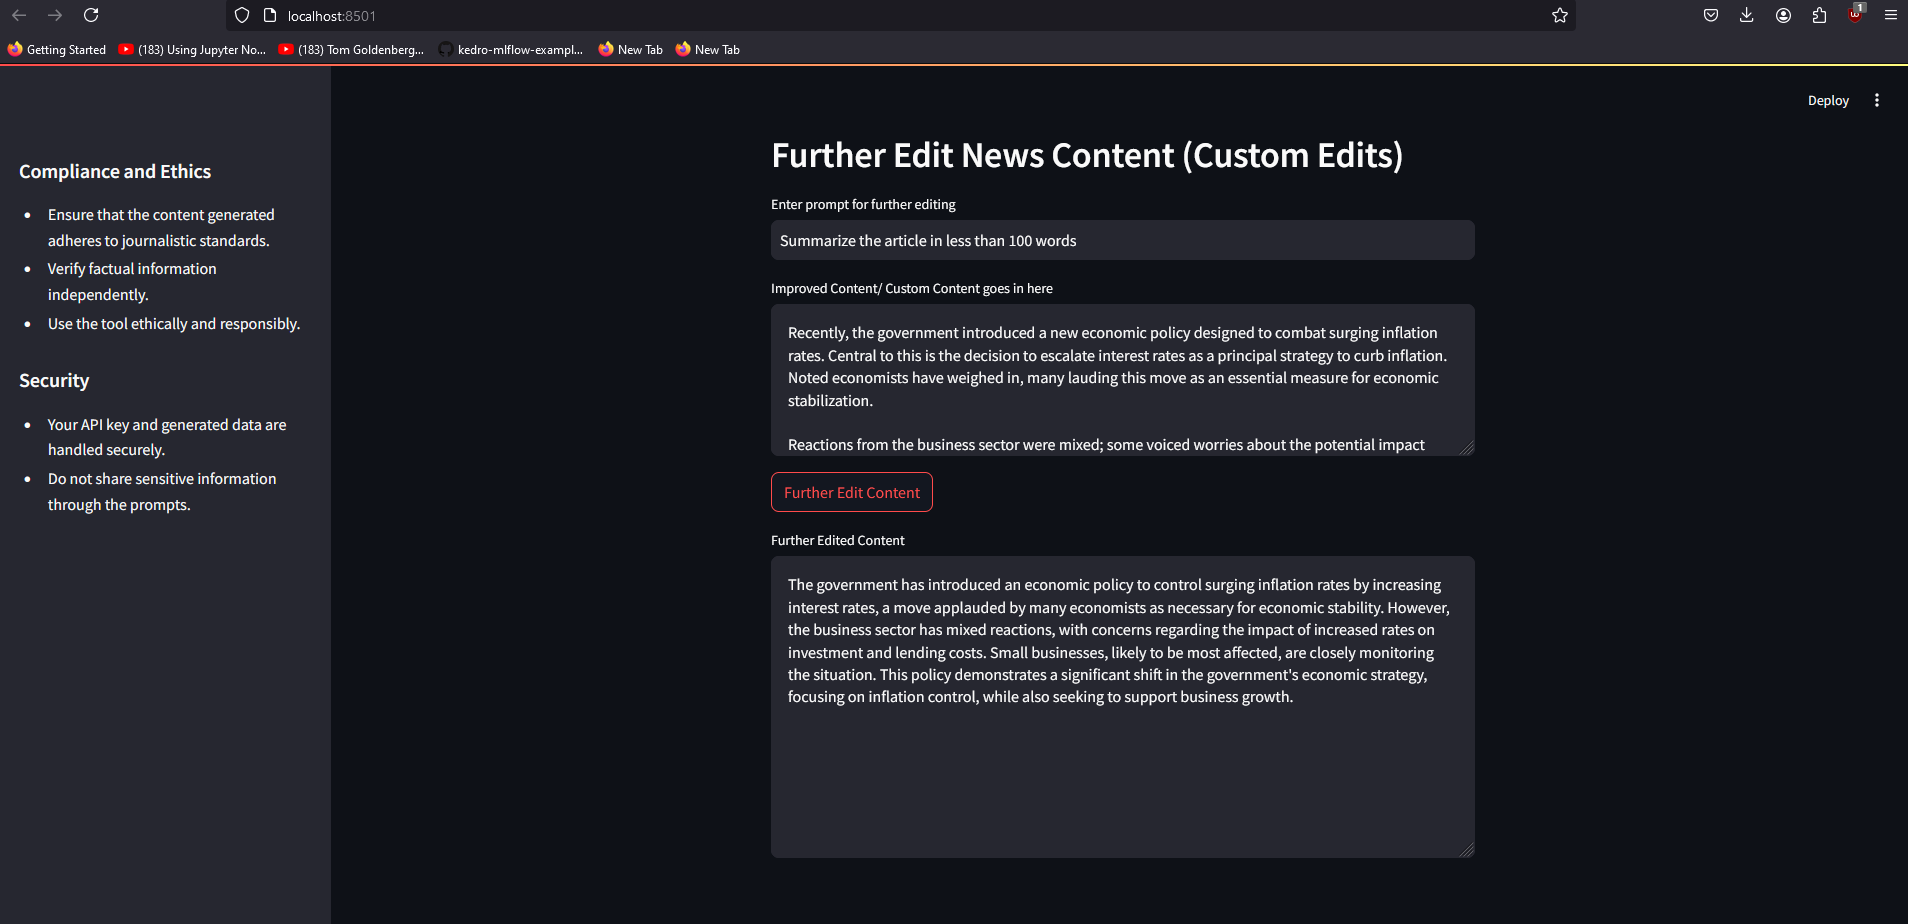 localhost:8501
Getting Started
(183) Using Jupyter No...
(183) Tom Goldenberg...
kedro-mlflow-exampl...
New Tab
New Tab
1
Deploy
Compliance and Ethics
Ensure that the content generated
adheres to journalistic standards.
Verify factual information
independently.
Use the tool ethically and responsibly.
Security
Your API key and generated data are
handled securely.
Do not share sensitive information
through the prompts.
Further Edit News Content (Custom Edits)
Enter prompt for further editing
Summarize the article in less than 100 words
Improved Content/ Custom Content goes in here
Recently, the government introduced a new economic policy designed to combat surging inflation
rates. Central to this is the decision to escalate interest rates as a principal strategy to curb inflation.
Noted economists have weighed in, many lauding this move as an essential measure for economic
stabilization.
Reactions from the business sector were mixed; some voiced worries about the potential impact
Further Edit Content
Further Edited Content
The government has introduced an economic policy to control surging inflation rates by increasing
interest rates, a move applauded by many economists as necessary for economic stability. However,
the business sector has mixed reactions, with concerns regarding the impact of increased rates on
investment and lending costs. Small businesses, likely to be most affected, are closely monitoring
the situation. This policy demonstrates a significant shift in the government's economic strategy,
focusing on inflation control, while also seeking to support business growth.